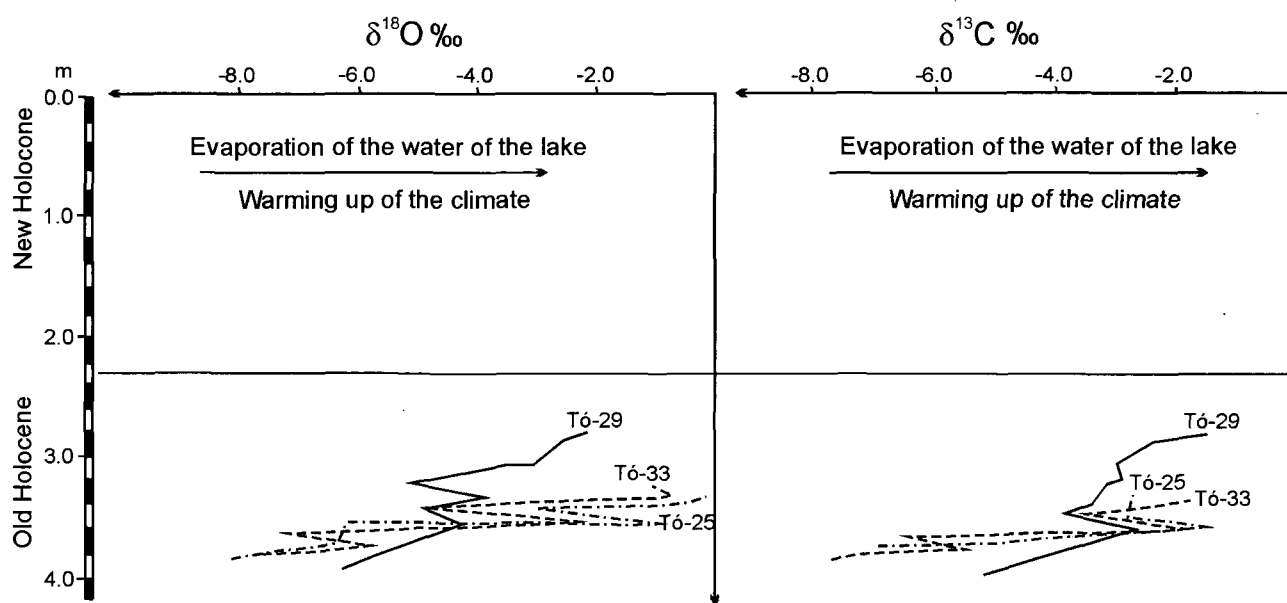 δ¹⁸O ‰
δ¹³C ‰
m
-8.0
-6.0
-4.0
-2.0
-8.0
-6.0
-4.0
-2.0
0.0
Evaporation of the water of the lake
Warming up of the climate
Evaporation of the water of the lake
Warming up of the climate
New Holocone
1.0
2.0
Old Holocene
3.0
4.0
Tó-29
Tó-33
Tó-25
Tó-29
Tó-25
Tó-33